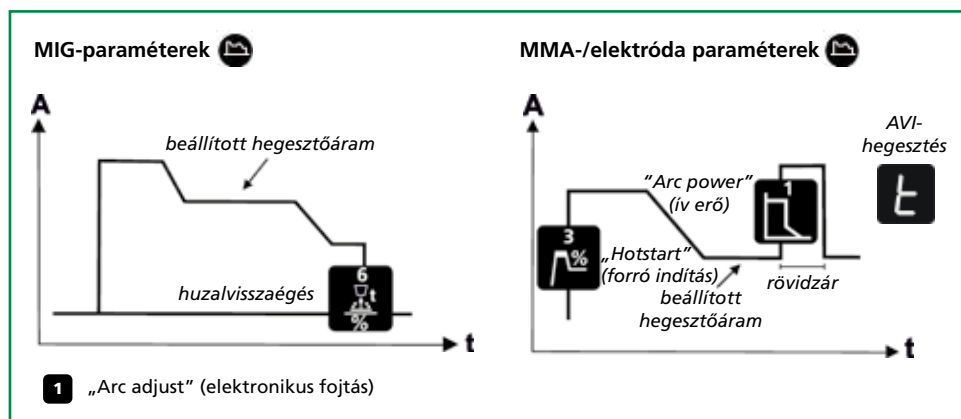 MIG-paraméterek
A
beállított hegesztőáram
huzalvisszaégés
6
t
%
t
1 „Arc adjust” (elektronikus fojtás)
MMA-/elektróda paraméterek
A
AVI-
hegesztés
t
"Arc power"
(ív erő)
1
3
%
„Hotstart”
(forró indítás)
beállított
hegesztőáram
rövidzár
t